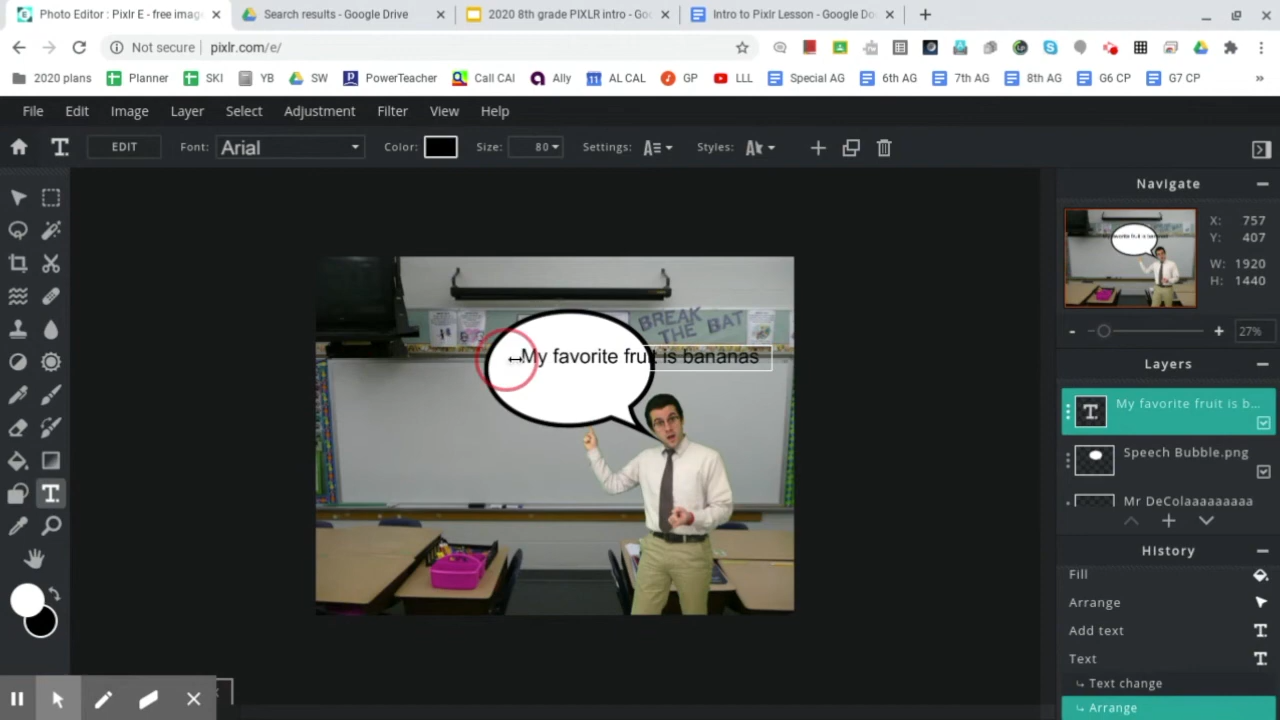 Photo Editor : Pixlr E - free imag
Search results - Google Drive
2020 8th grade PIXLR intro - Go
Intro to Pixlr Lesson - Google Do
Not secure
pixlr.com/e/
2020 plans
Planner
SKI
YB
SW
PowerTeacher
Call CAI
Ally
AL CAL
GP
LLL
Special AG
6th AG
7th AG
8th AG
G6 CP
G7 CP
»
File Edit Image Layer Select Adjustment Filter View Help
EDIT Font: Arial Color: Size: 80 Settings: Styles:
Navigate
X: 757
Y: 407
W: 1920
H: 1440
27%
BREAK
THE BAT
My favorite fruit is bananas
Layers
My favorite fruit is b...
Speech Bubble.png
Mr DeColaaaaaaaaa
History
Fill
Arrange
Add text
Text
Text change
Arrange